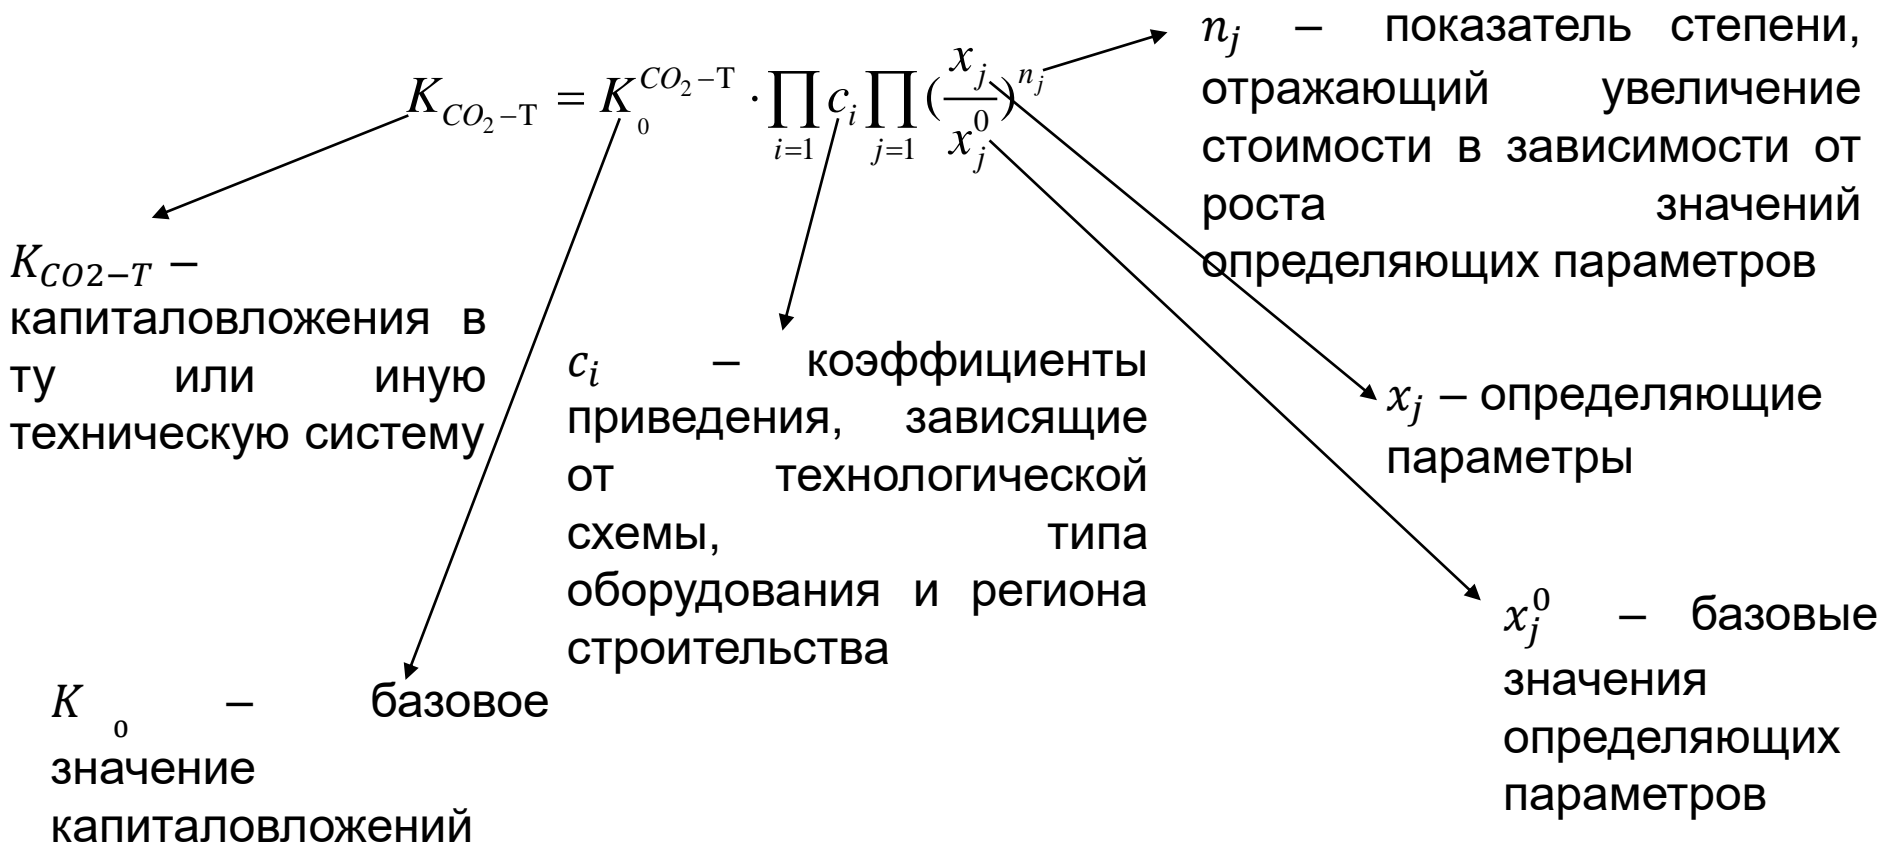 K_{CO_2-T} = K_0^{CO_2-T} · ∏_{i=1} c_i ∏_{j=1} (x_j / x_j^0)^{n_j}
n_j – показатель степени,
отражающий увеличение
стоимости в зависимости от
роста значений
определяющих параметров
K_{CO2-T} –
капиталовложения в
ту или иную
техническую систему
c_i – коэффициенты
приведения, зависящие
от технологической
схемы, типа
оборудования и региона
строительства
x_j – определяющие
параметры
x_j^0 – базовые
значения
определяющих
параметров
K_0 – базовое
значение
капиталовложений